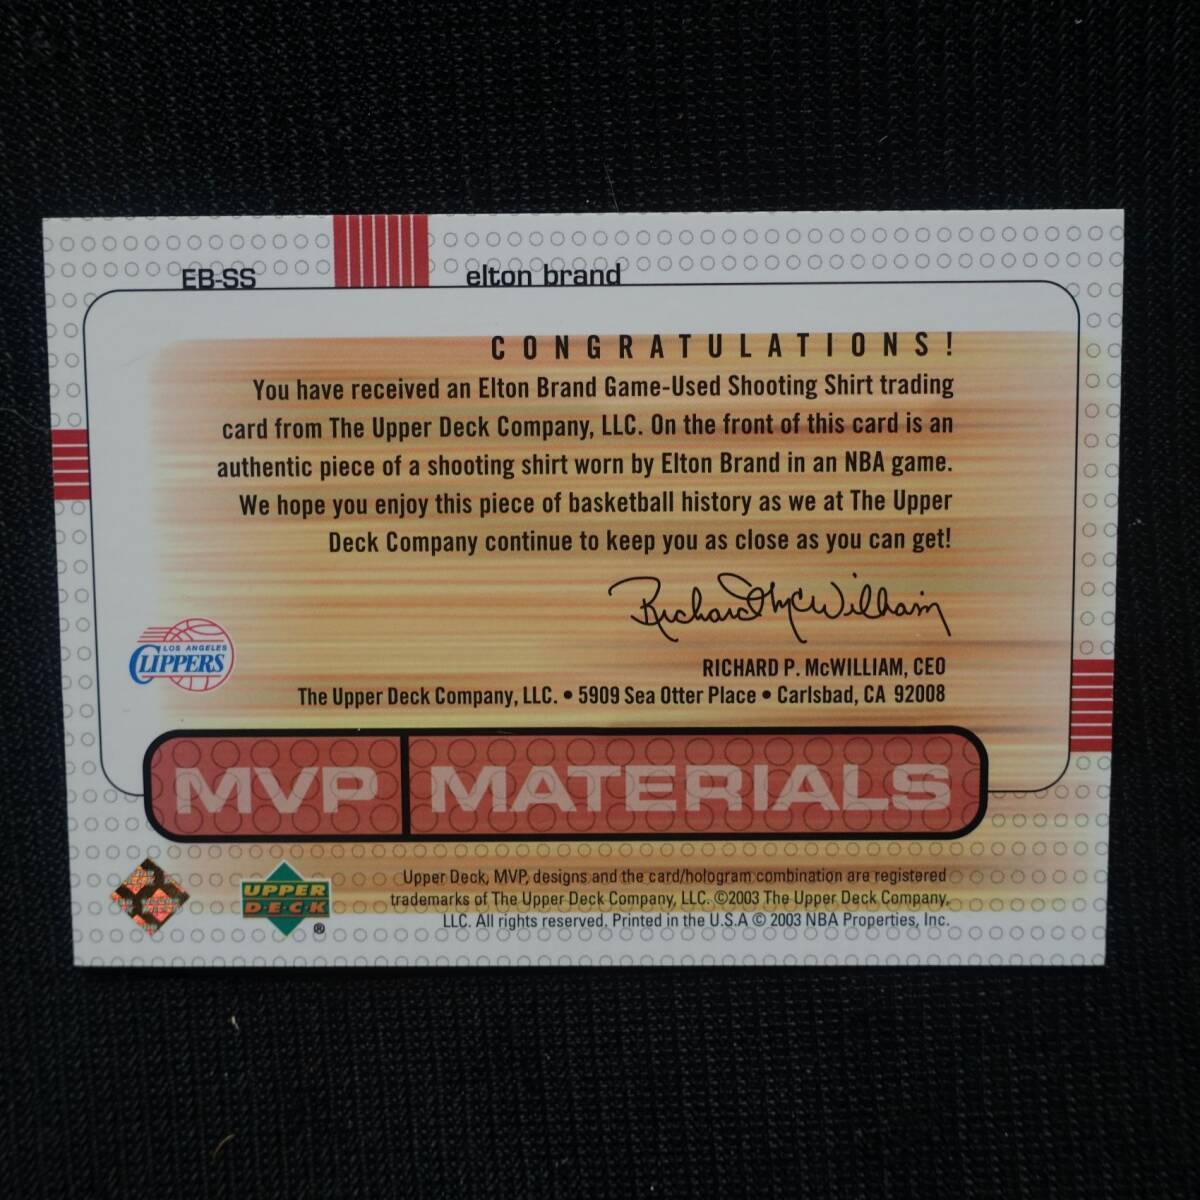 EB-SS
elton brand
CONGRATULATIONS!
You have received an Elton Brand Game-Used Shooting Shirt trading
card from The Upper Deck Company, LLC. On the front of this card is an
authentic piece of a shooting shirt worn by Elton Brand in an NBA game.
We hope you enjoy this piece of basketball history as we at The Upper
Deck Company continue to keep you as close as you can get!
Richard McWilliam
RICHARD P. McWILLIAM, CEO
The Upper Deck Company, LLC. • 5909 Sea Otter Place • Carlsbad, CA 92008
LOS ANGELES
CLIPPERS
MVP MATERIALS
UPPER
D·E·C·K
®
Upper Deck, MVP, designs and the card/hologram combination are registered
trademarks of The Upper Deck Company, LLC. ©2003 The Upper Deck Company,
LLC. All rights reserved. Printed in the U.S.A © 2003 NBA Properties, Inc.